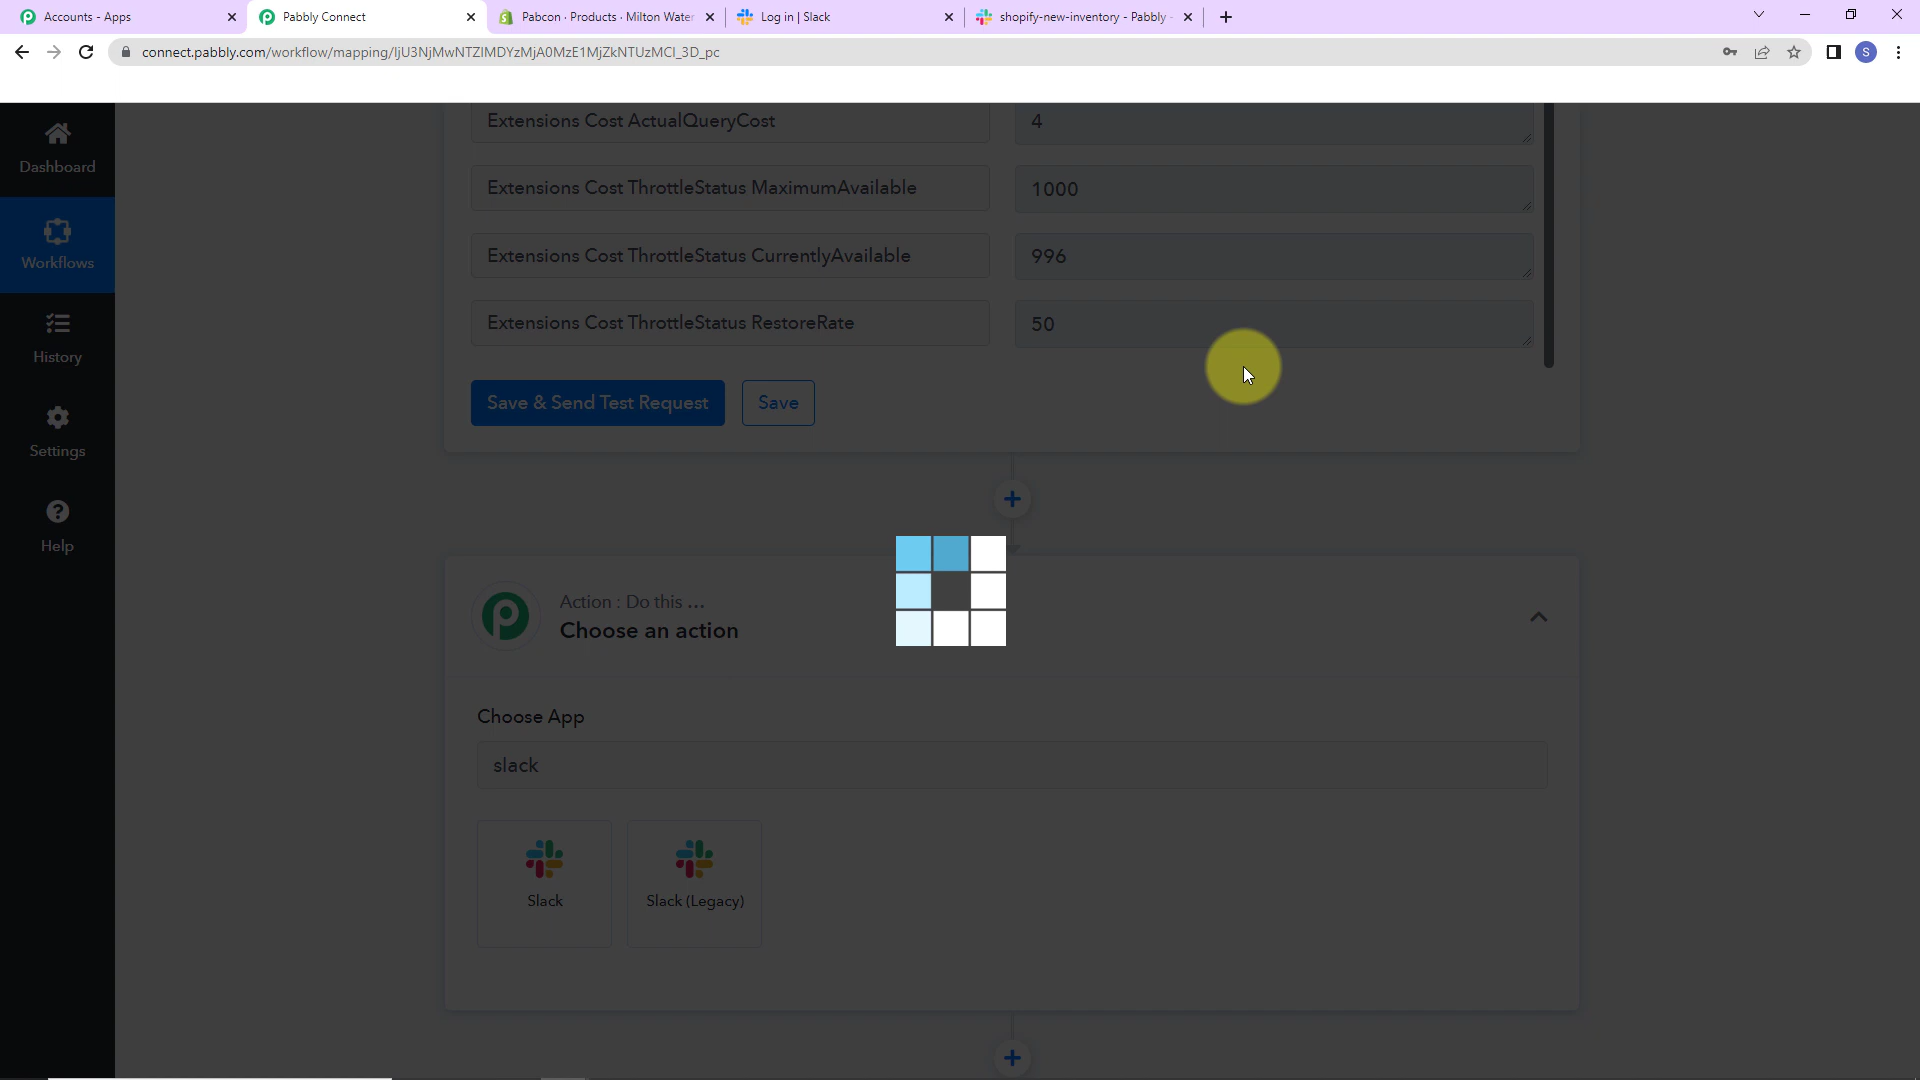 Accounts - Apps
Pabbly Connect
Pabcon · Products · Milton Water
Log in | Slack
shopify-new-inventory - Pabbly -
connect.pabbly.com/workflow/mapping/IjU3NjMwNTZlMDYzMjA0MzE1MjZkNTUzMCI_3D_pc
S
Dashboard
Workflows
History
Settings
Help
Extensions Cost ActualQueryCost
4
Extensions Cost ThrottleStatus MaximumAvailable
1000
Extensions Cost ThrottleStatus CurrentlyAvailable
996
Extensions Cost ThrottleStatus RestoreRate
50
Save & Send Test Request
Save
Action : Do this ...
Choose an action
Choose App
slack
Slack
Slack (Legacy)